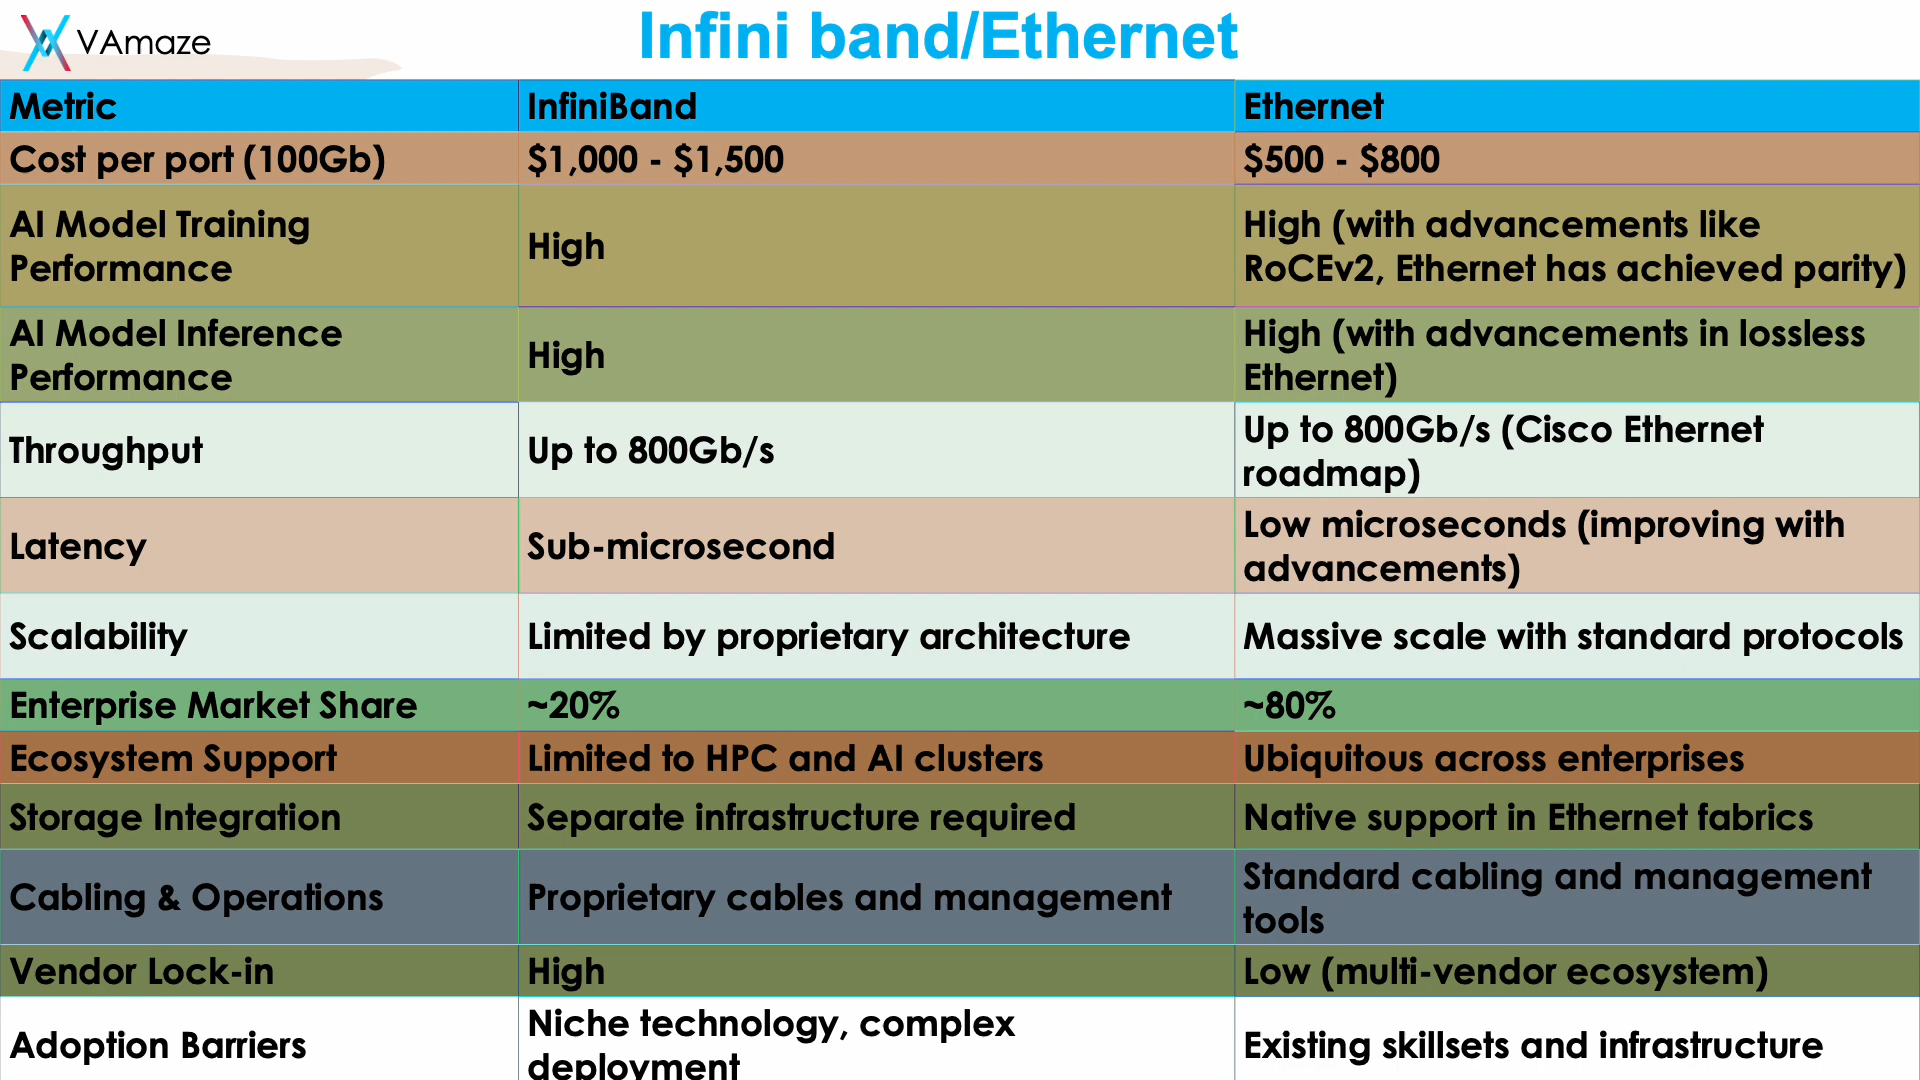 VAmaze
Infini band/Ethernet
Metric
InfiniBand
Ethernet
Cost per port (100Gb)
$1,000 - $1,500
$500 - $800
AI Model Training
Performance
High
High (with advancements like
RoCEv2, Ethernet has achieved parity)
AI Model Inference
Performance
High
High (with advancements in lossless
Ethernet)
Throughput
Up to 800Gb/s
Up to 800Gb/s (Cisco Ethernet
roadmap)
Latency
Sub-microsecond
Low microseconds (improving with
advancements)
Scalability
Limited by proprietary architecture
Massive scale with standard protocols
Enterprise Market Share
~20%
~80%
Ecosystem Support
Limited to HPC and AI clusters
Ubiquitous across enterprises
Storage Integration
Separate infrastructure required
Native support in Ethernet fabrics
Cabling & Operations
Proprietary cables and management
Standard cabling and management
tools
Vendor Lock-in
High
Low (multi-vendor ecosystem)
Adoption Barriers
Niche technology, complex
deployment
Existing skillsets and infrastructure